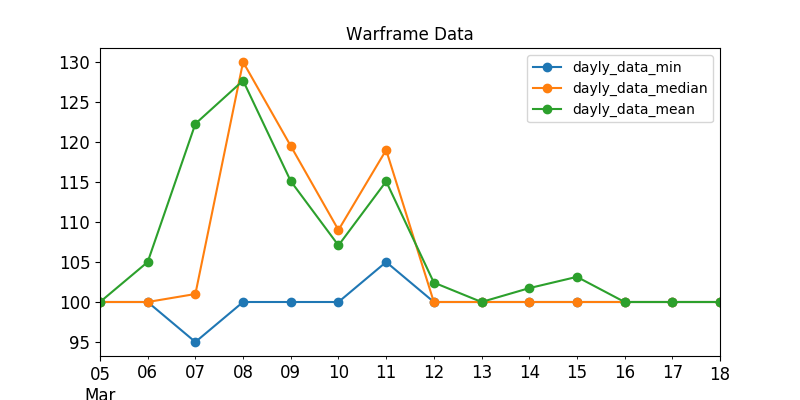 Warframe Data
dayly_data_min
dayly_data_median
dayly_data_mean
130
125
120
115
110
105
100
95
05 06 07 08 09 10 11 12 13 14 15 16 17 18
Mar